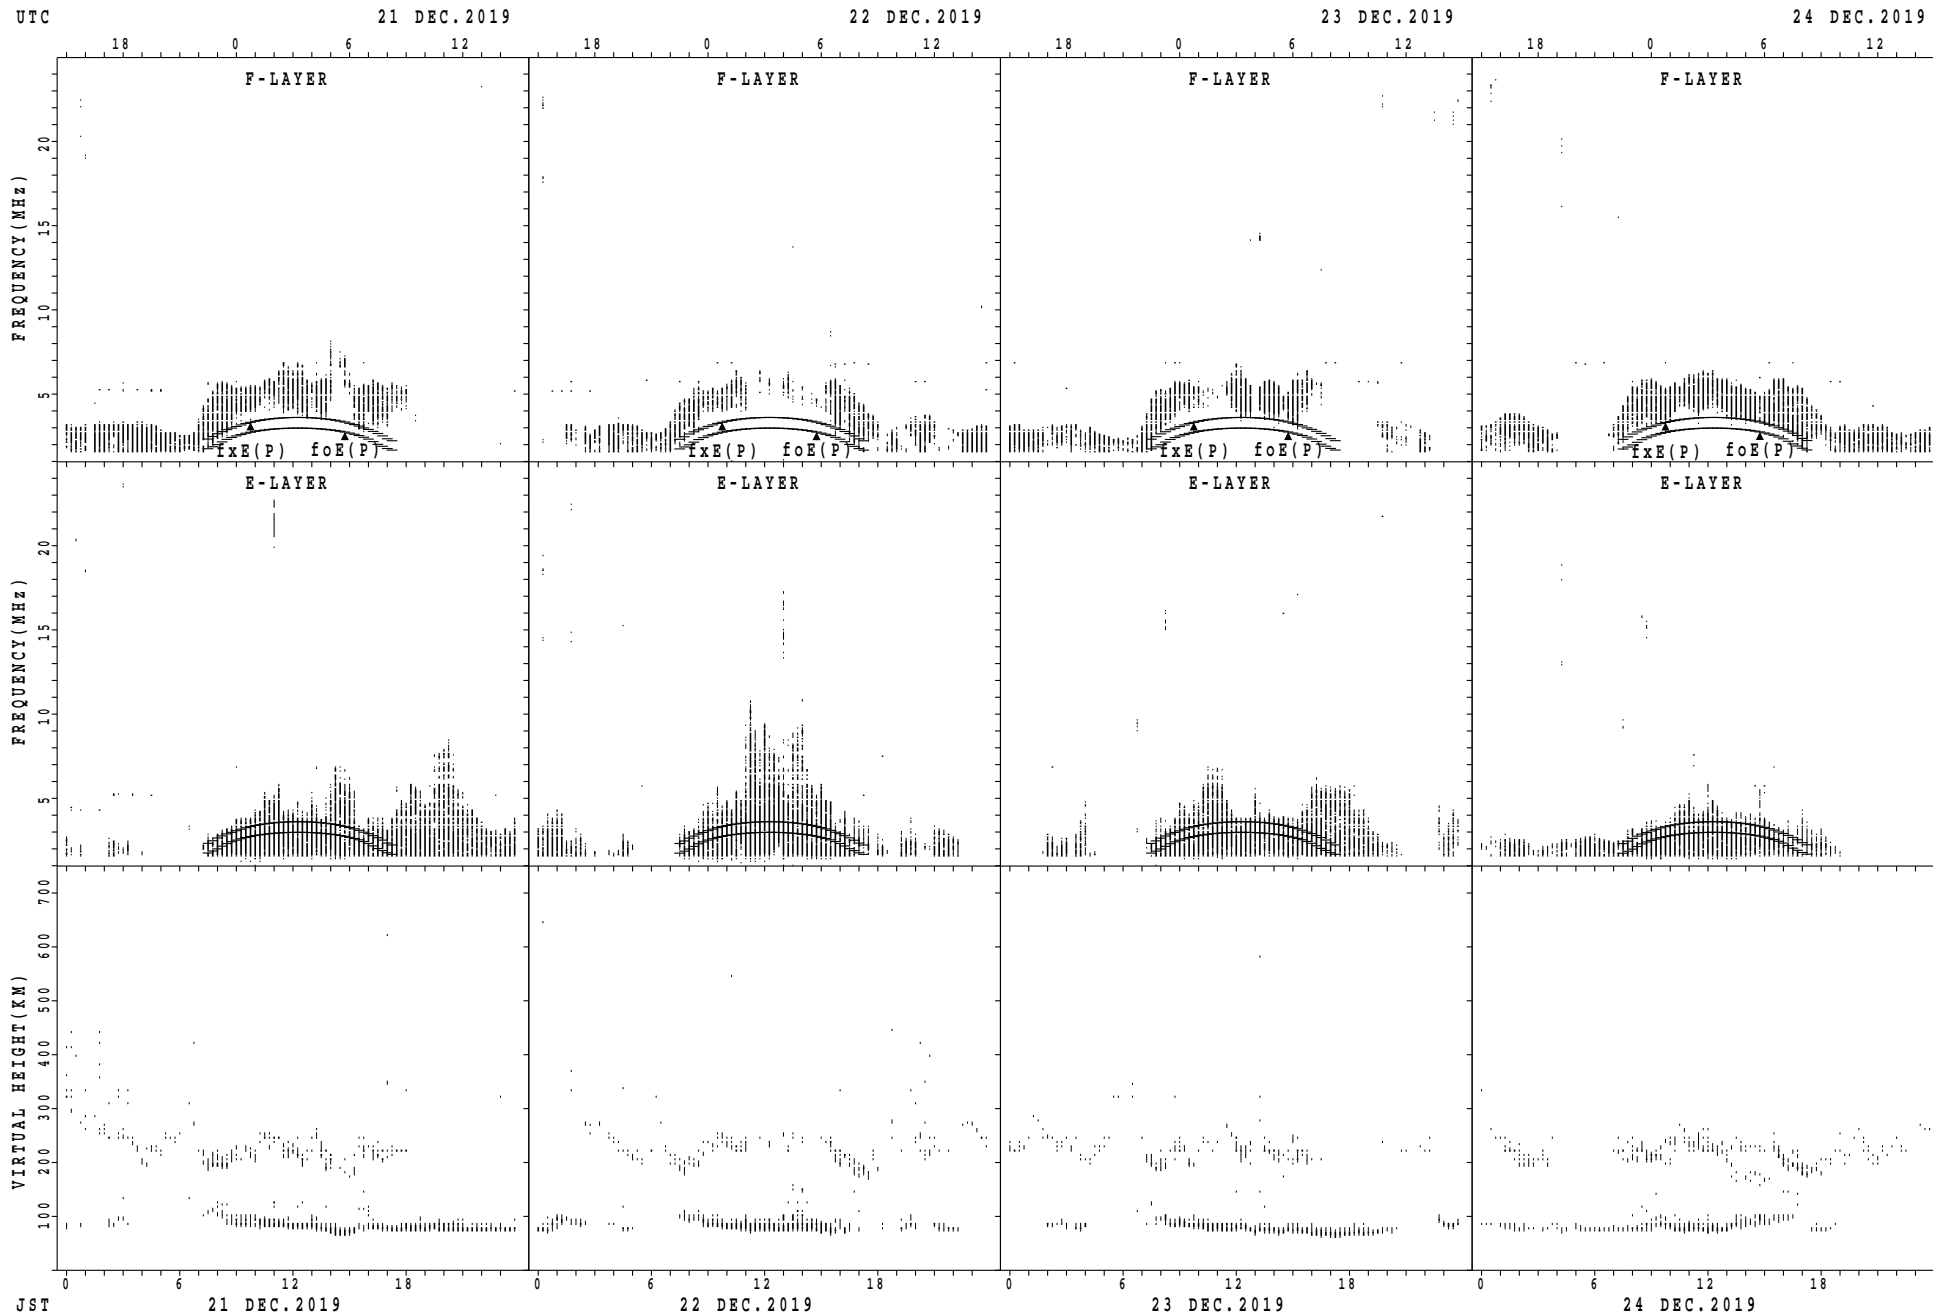 UTC 21 DEC.2019 22 DEC.2019 23 DEC.2019 24 DEC.2019
18 0 6 12 18 0 6 12 18 0 6 12 18 0 6 12
F-LAYER F-LAYER F-LAYER F-LAYER
FREQUENCY(MHz)
20
15
10
5
fxE(P) foE(P) fxE(P) foE(P) fxE(P) foE(P) fxE(P) foE(P)
E-LAYER E-LAYER E-LAYER E-LAYER
FREQUENCY(MHz)
20
15
10
5
VIRTUAL HEIGHT(KM)
700
600
500
400
300
200
100
0 6 12 18 0 6 12 18 0 6 12 18 0 6 12 18
JST 21 DEC.2019 22 DEC.2019 23 DEC.2019 24 DEC.2019